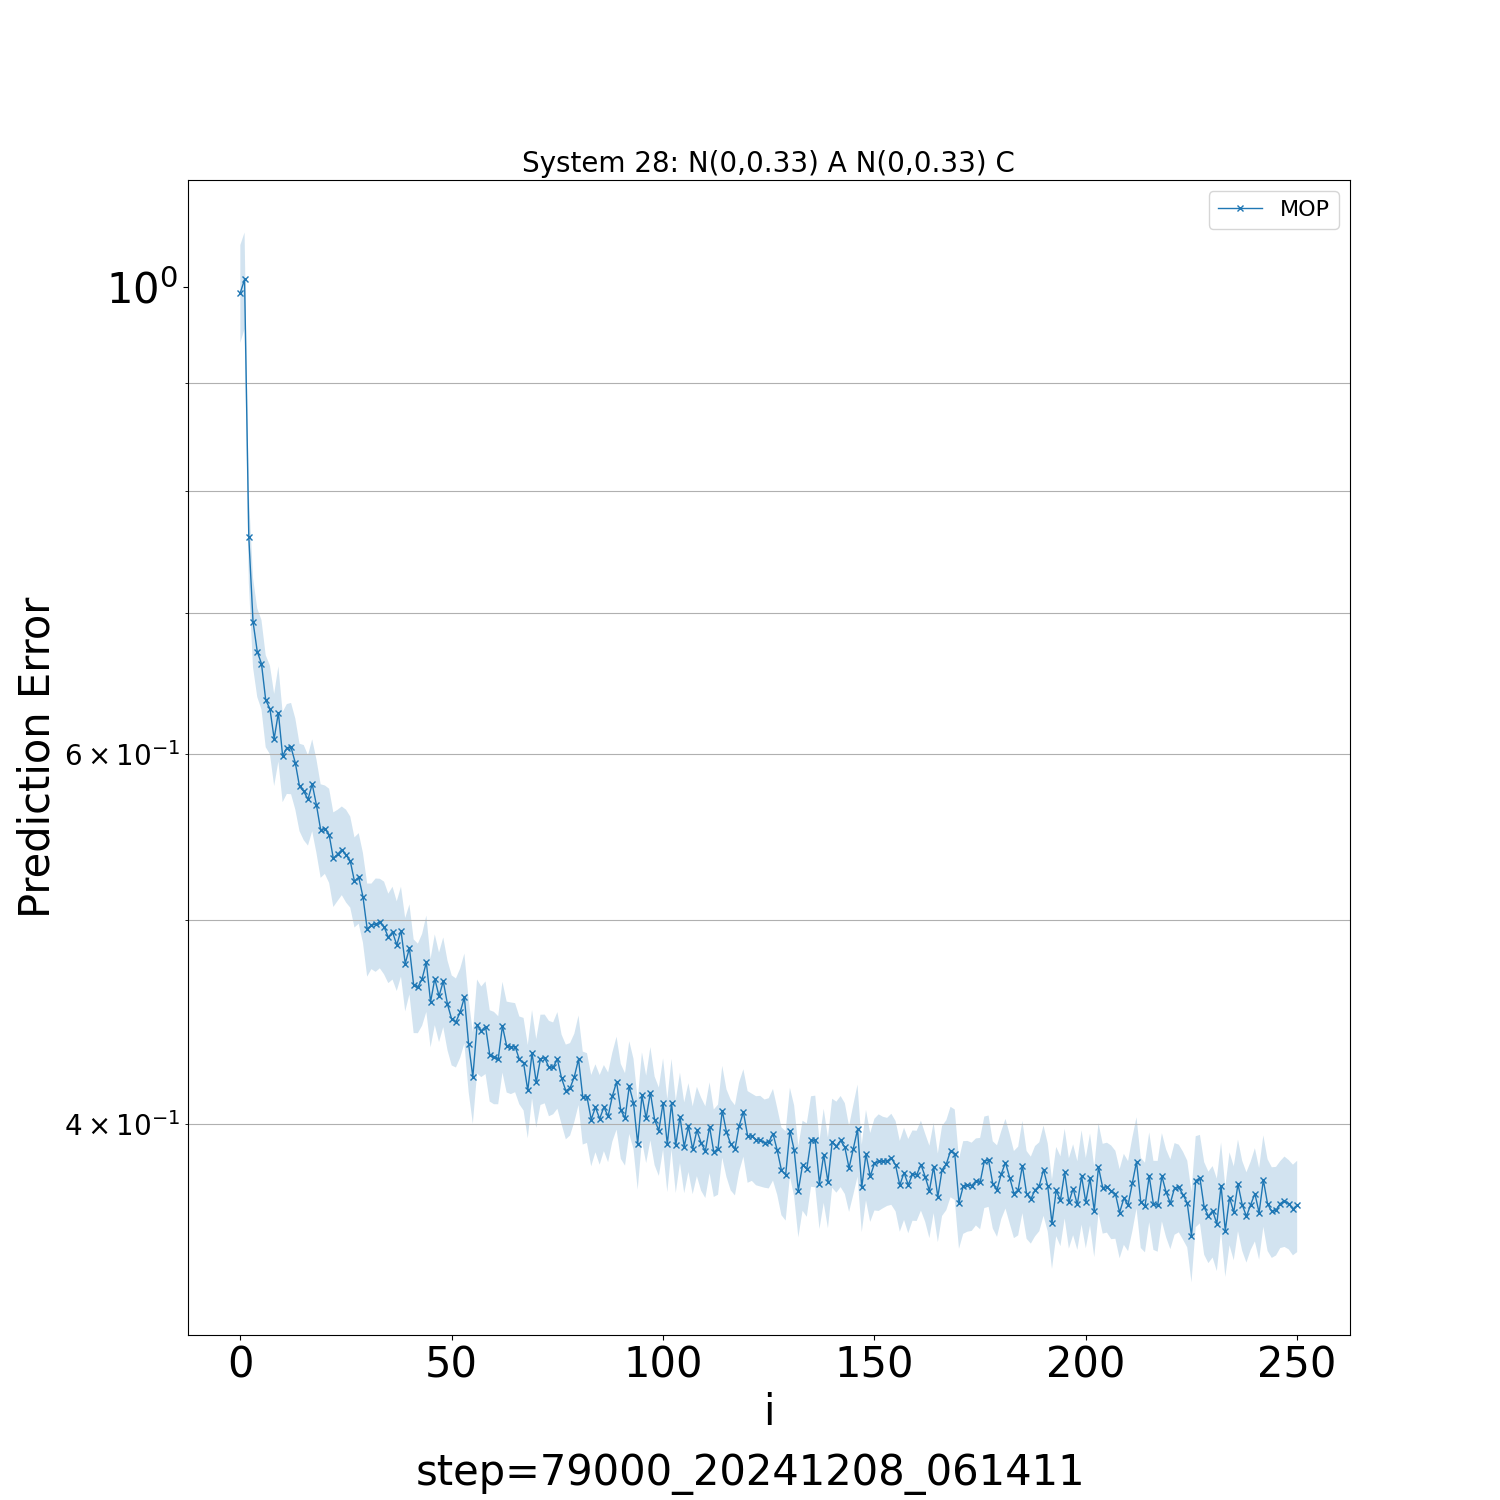 System 28: N(0,0.33) A N(0,0.33) C
MOP
10⁰
6 × 10⁻¹
4 × 10⁻¹
Prediction Error
0 50 100 150 200 250
i
step=79000_20241208_061411